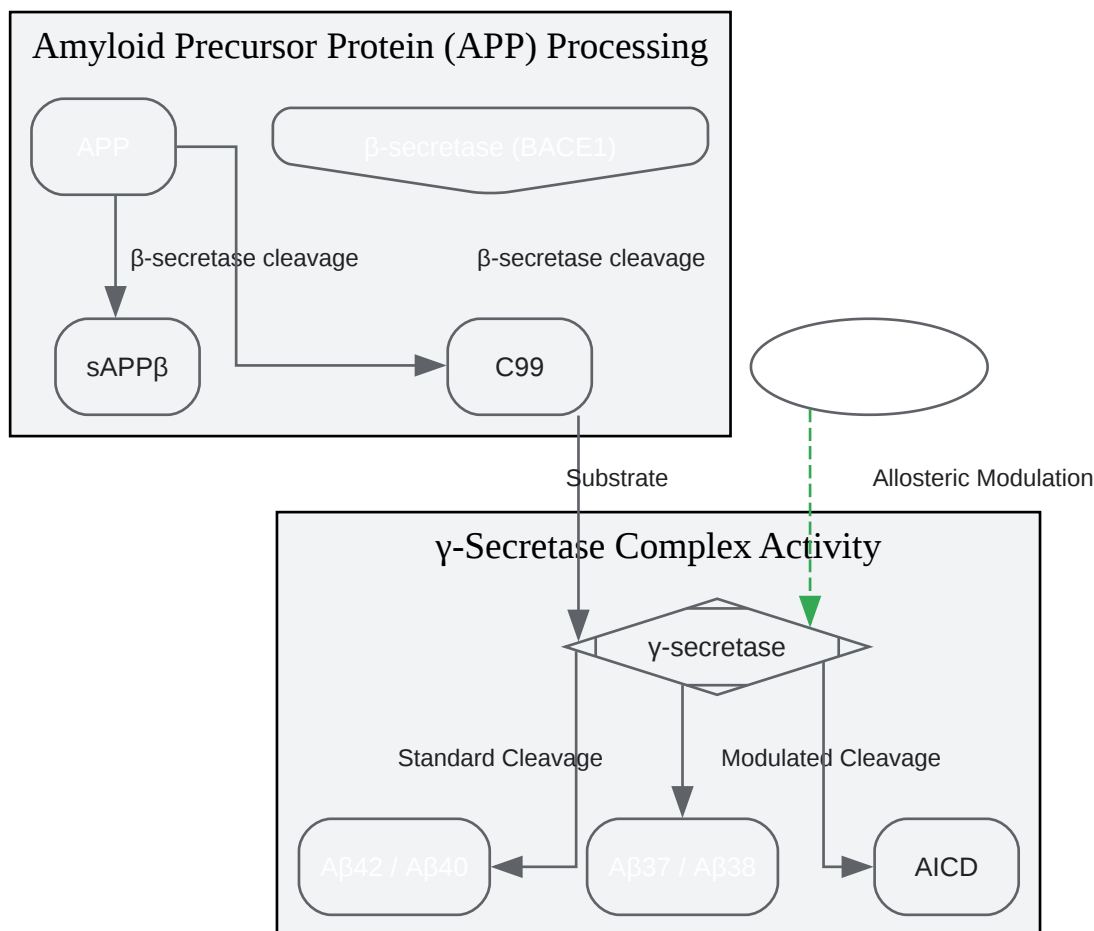 Amyloid Precursor Protein (APP) Processing
APP
β-secretase (BACE1)
β-secretase cleavage
β-secretase cleavage
sAPPβ
C99
Substrate
Allosteric Modulation
γ-Secretase Complex Activity
γ-secretase
Standard Cleavage
Modulated Cleavage
Aβ42 / Aβ40
Aβ37 / Aβ38
AICD